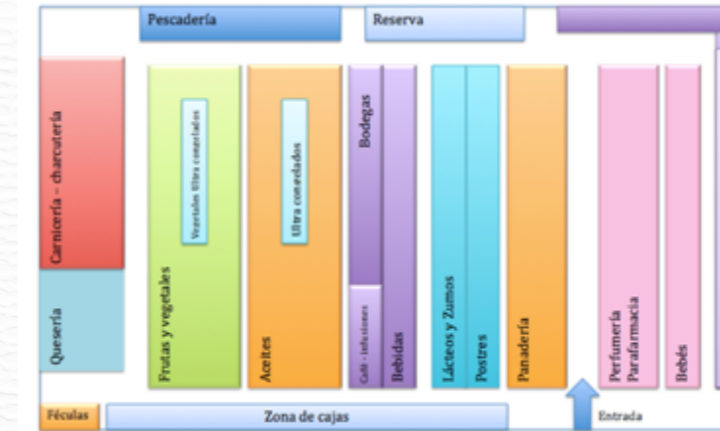 Pescadería
Reserva
Carnicería – charcutería
Quesería
Frutas y vegetales
Vegetales Ultra congelados
Aceites
Ultra congelados
Bodegas
Café - infusiones
Bebidas
Lácteos y Zumos
Postres
Panadería
Perfumería
Parafarmacia
Bebés
Féculas
Zona de cajas
Entrada